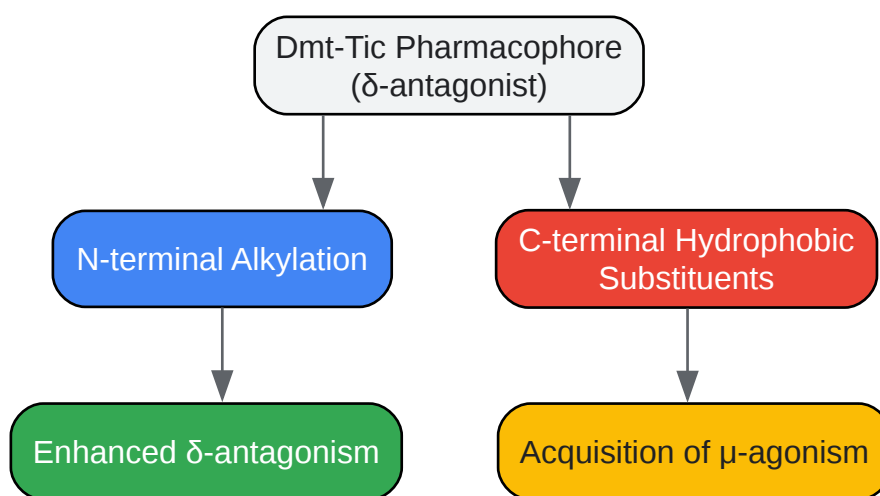 Dmt-Tic Pharmacophore
(δ-antagonist)
N-terminal Alkylation
C-terminal Hydrophobic
Substituents
Enhanced δ-antagonism
Acquisition of μ-agonism